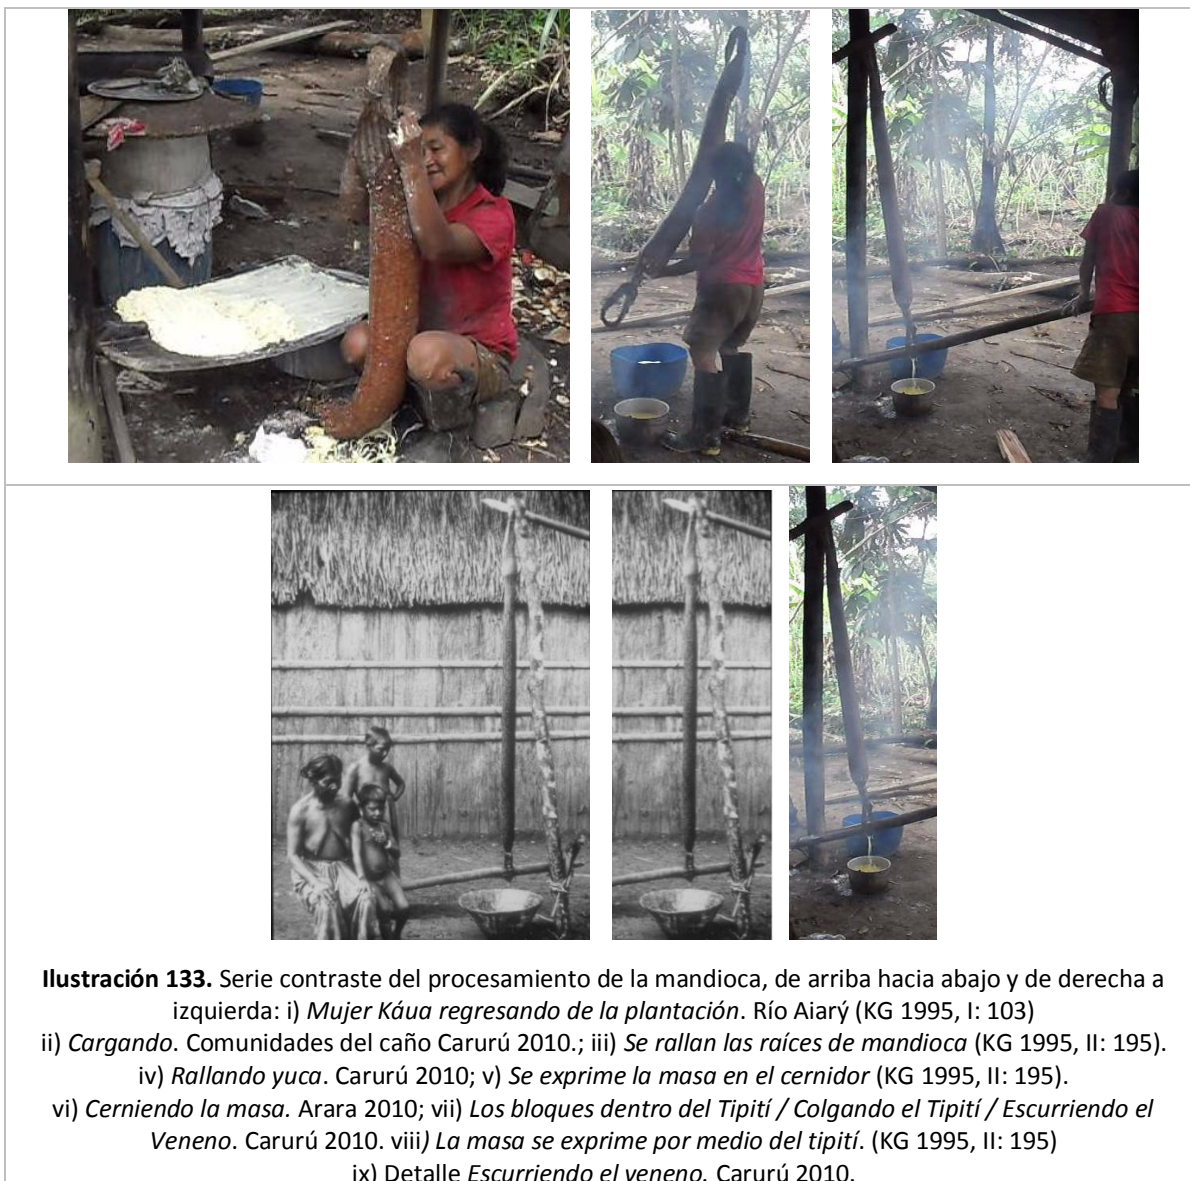 Ilustración 133. Serie contraste del procesamiento de la mandioca, de arriba hacia abajo y de derecha a
izquierda: i) Mujer Káua regresando de la plantación. Río Aiarý (KG 1995, I: 103)
ii) Cargando. Comunidades del caño Carurú 2010.; iii) Se rallan las raíces de mandioca (KG 1995, II: 195).
iv) Rallando yuca. Carurú 2010; v) Se exprime la masa en el cernidor (KG 1995, II: 195).
vi) Cerniendo la masa. Arara 2010; vii) Los bloques dentro del Tipití / Colgando el Tipití / Escurriendo el
Veneno. Carurú 2010. viii) La masa se exprime por medio del tipití. (KG 1995, II: 195)
ix) Detalle Escurriendo el veneno. Carurú 2010.